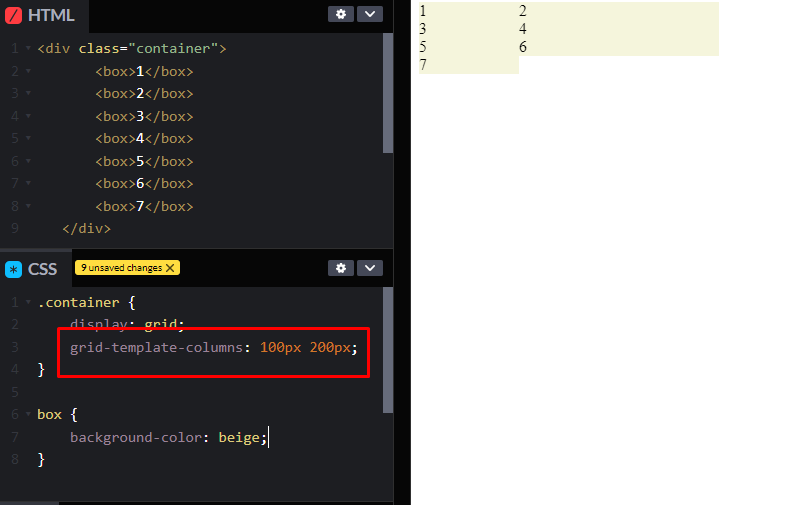 HTML
1 <div class="container">
2 <box>1</box>
3 <box>2</box>
4 <box>3</box>
5 <box>4</box>
6 <box>5</box>
7 <box>6</box>
8 <box>7</box>
9 </div>
CSS 9 unsaved changes X
1 .container {
2 display: grid;
3 grid-template-columns: 100px 200px;
4 }
5
6 box {
7 background-color: beige;
8 }
1 2
3 4
5 6
7